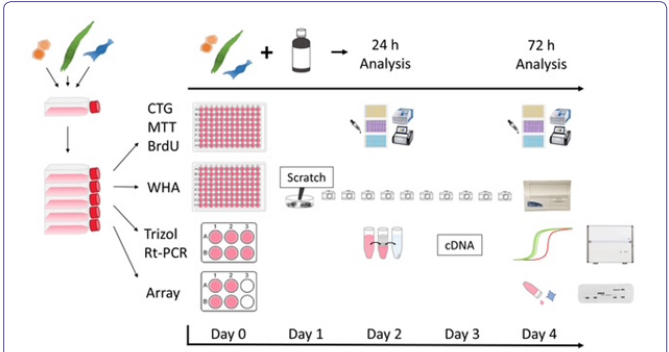 24 h
Analysis
72 h
Analysis
+
CTG
MTT
BrdU
WHA
Scratch
Trizol
Rt-PCR
1 2 3
A
B
cDNA
Array
1 2 3
A
B
Day 0 Day 1 Day 2 Day 3 Day 4